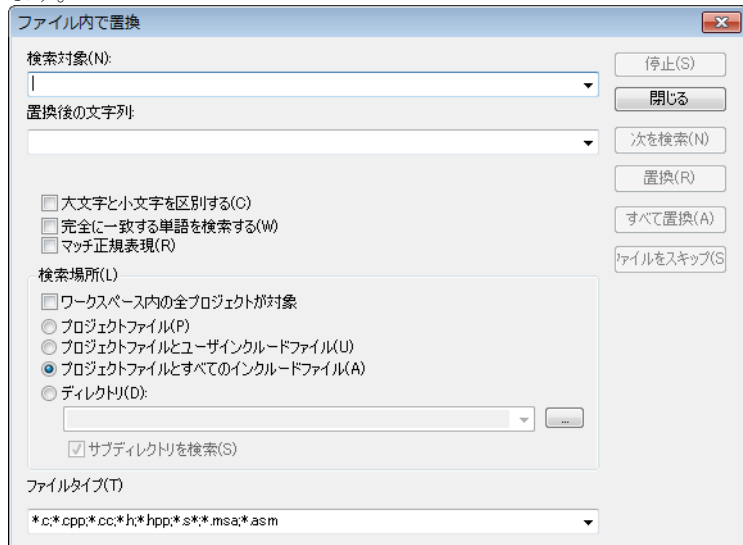 ファイル内で置換
検索対象(N):
停止(S)
閉じる
置換後の文字列:
次を検索(N)
置換(R)
大文字と小文字を区別する(C)
すべて置換(A)
完全に一致する単語を検索する(W)
マッチ正規表現(R)
ァイルをスキップ(S
検索場所(L)
ワークスペース内の全プロジェクトが対象
プロジェクトファイル(P)
プロジェクトファイルとユーザインクルードファイル(U)
プロジェクトファイルとすべてのインクルードファイル(A)
ディレクトリ(D):
...
サブディレクトリを検索(S)
ファイルタイプ(T)
*.c;*.cpp;*.cc;*.h;*.hpp;*.s*;*.msa;*.asm